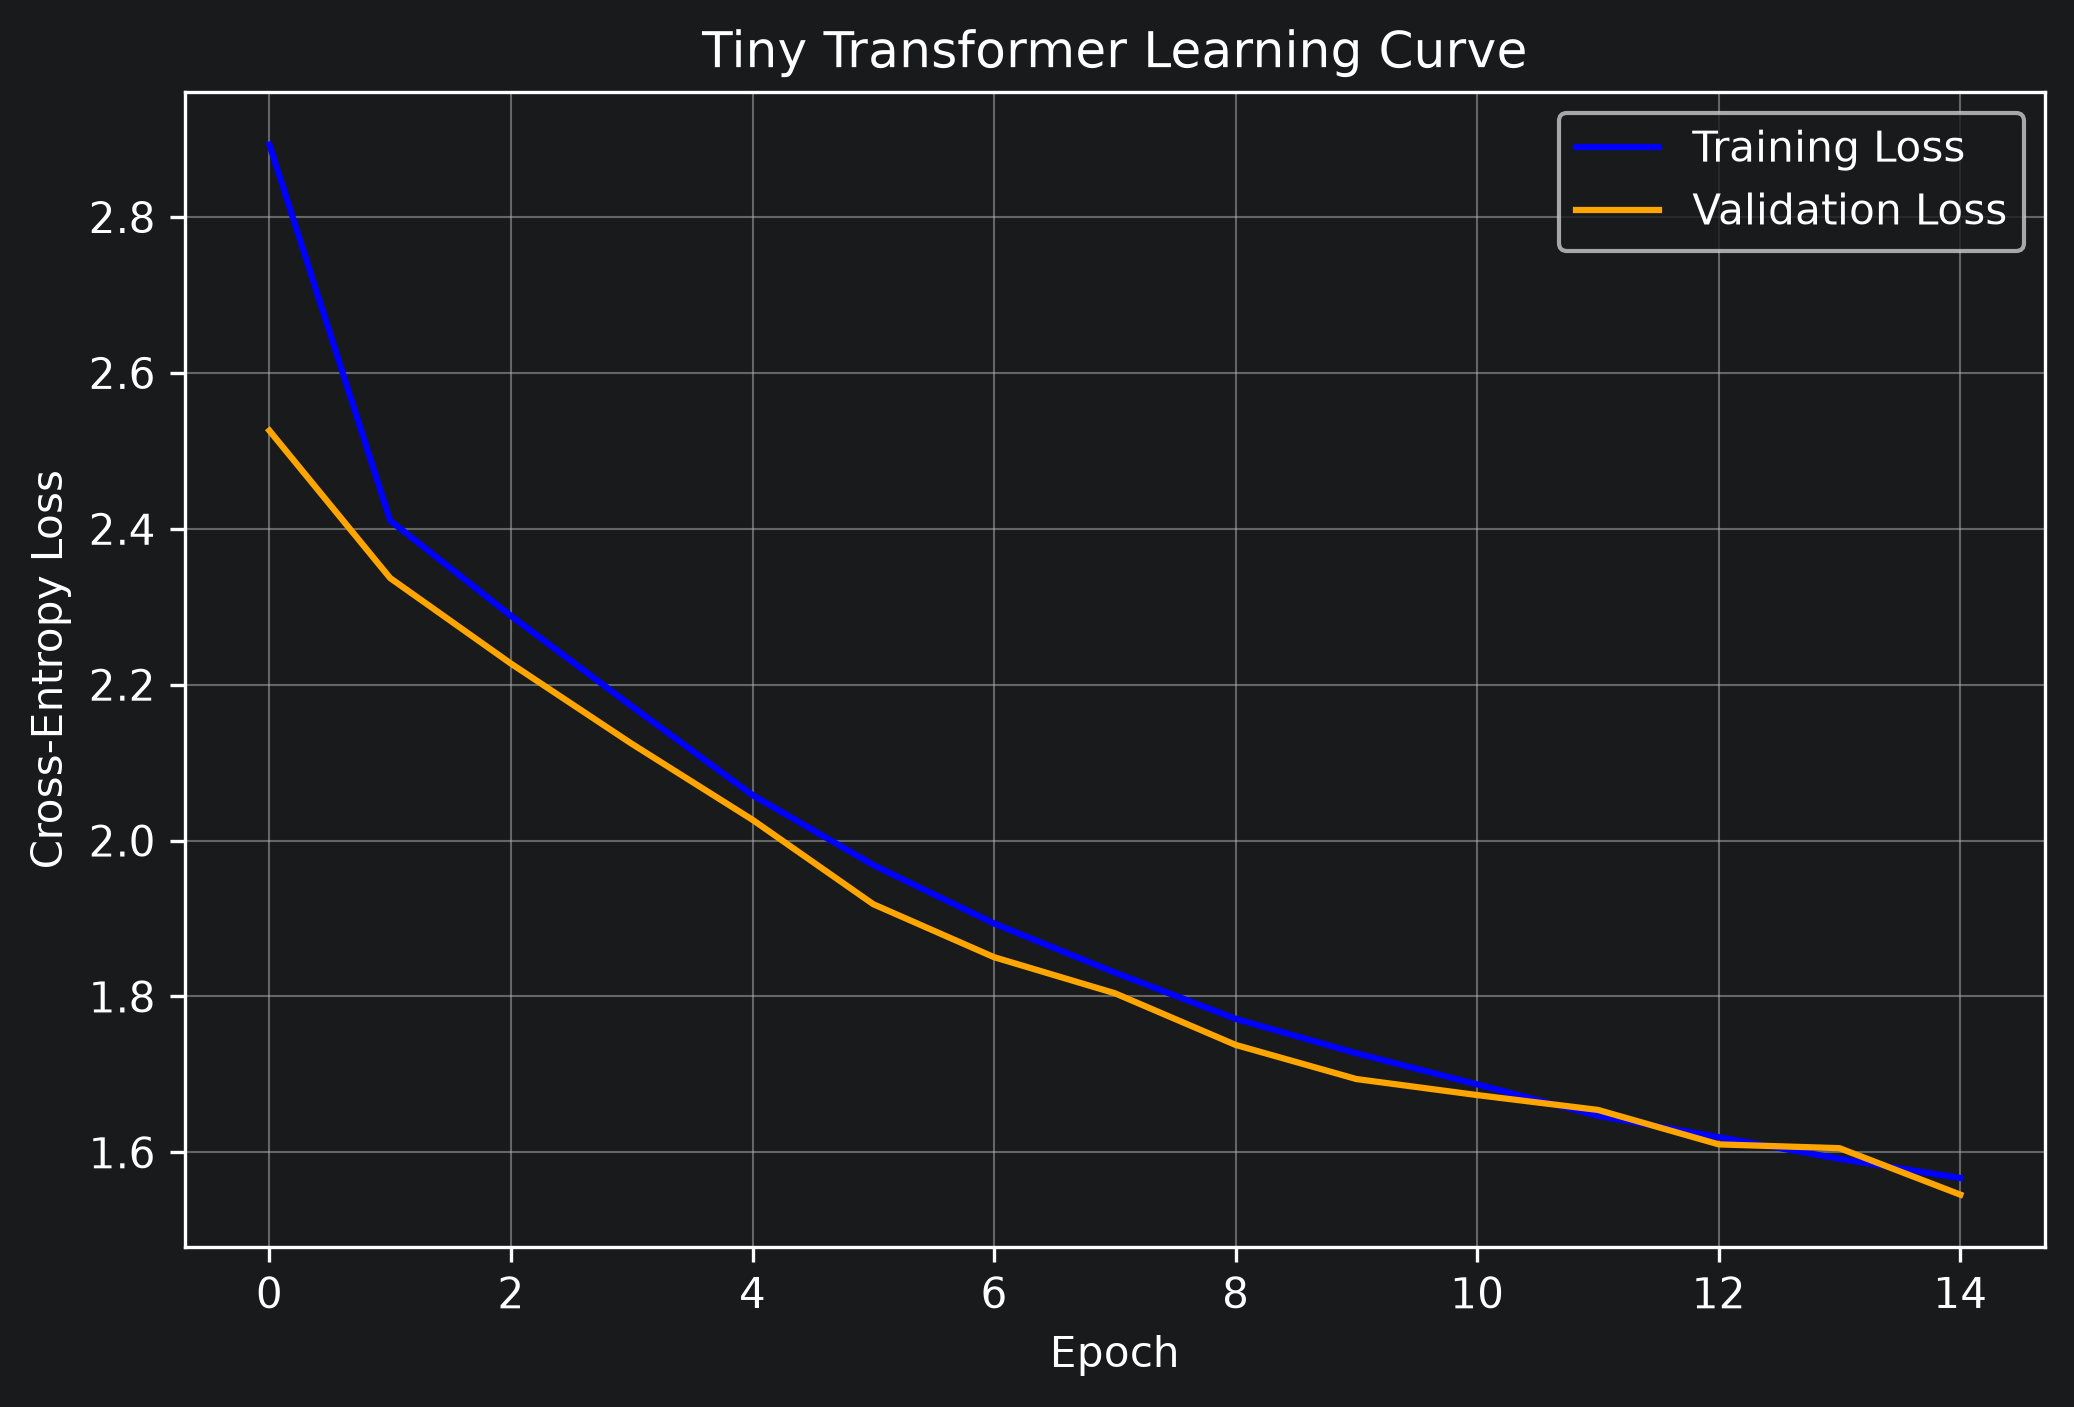 Tiny Transformer Learning Curve
Training Loss
Validation Loss
Cross-Entropy Loss
2.8
2.6
2.4
2.2
2.0
1.8
1.6
0 2 4 6 8 10 12 14
Epoch